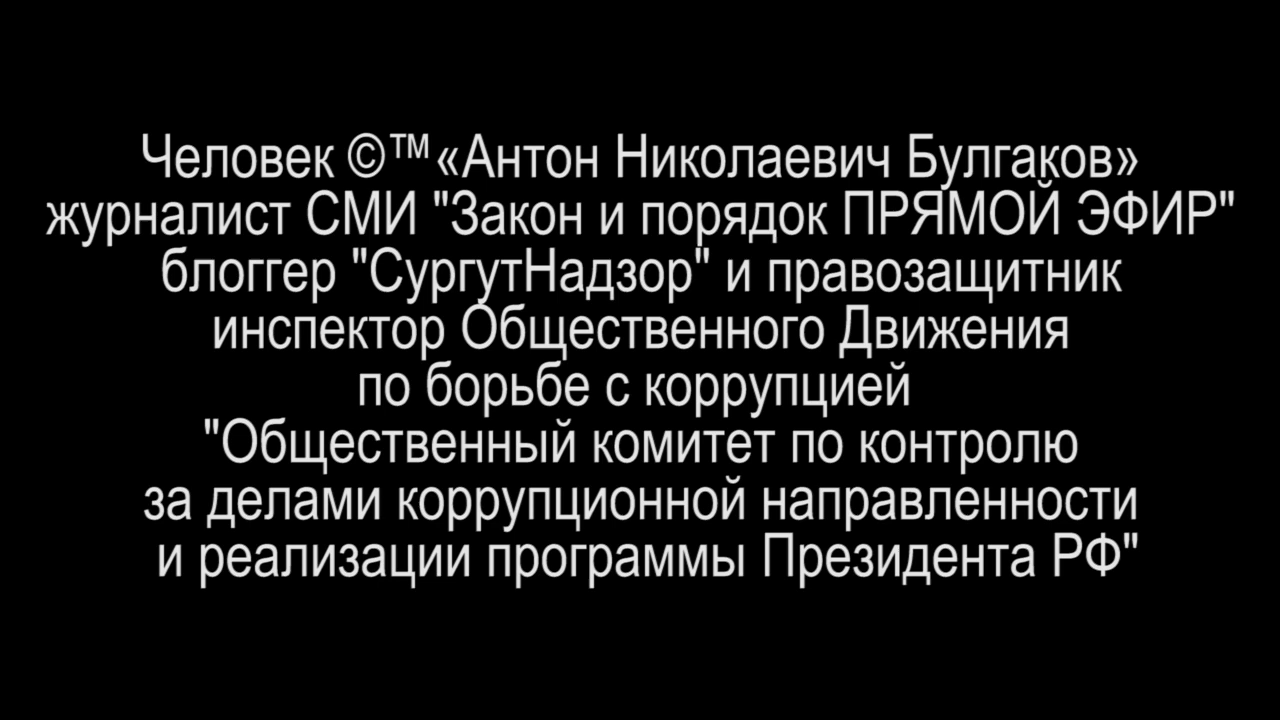 Человек ©™«Антон Николаевич Булгаков»
журналист СМИ "Закон и порядок ПРЯМОЙ ЭФИР"
блоггер "СургутНадзор" и правозащитник
инспектор Общественного Движения
по борьбе с коррупцией
"Общественный комитет по контролю
за делами коррупционной направленности
и реализации программы Президента РФ"